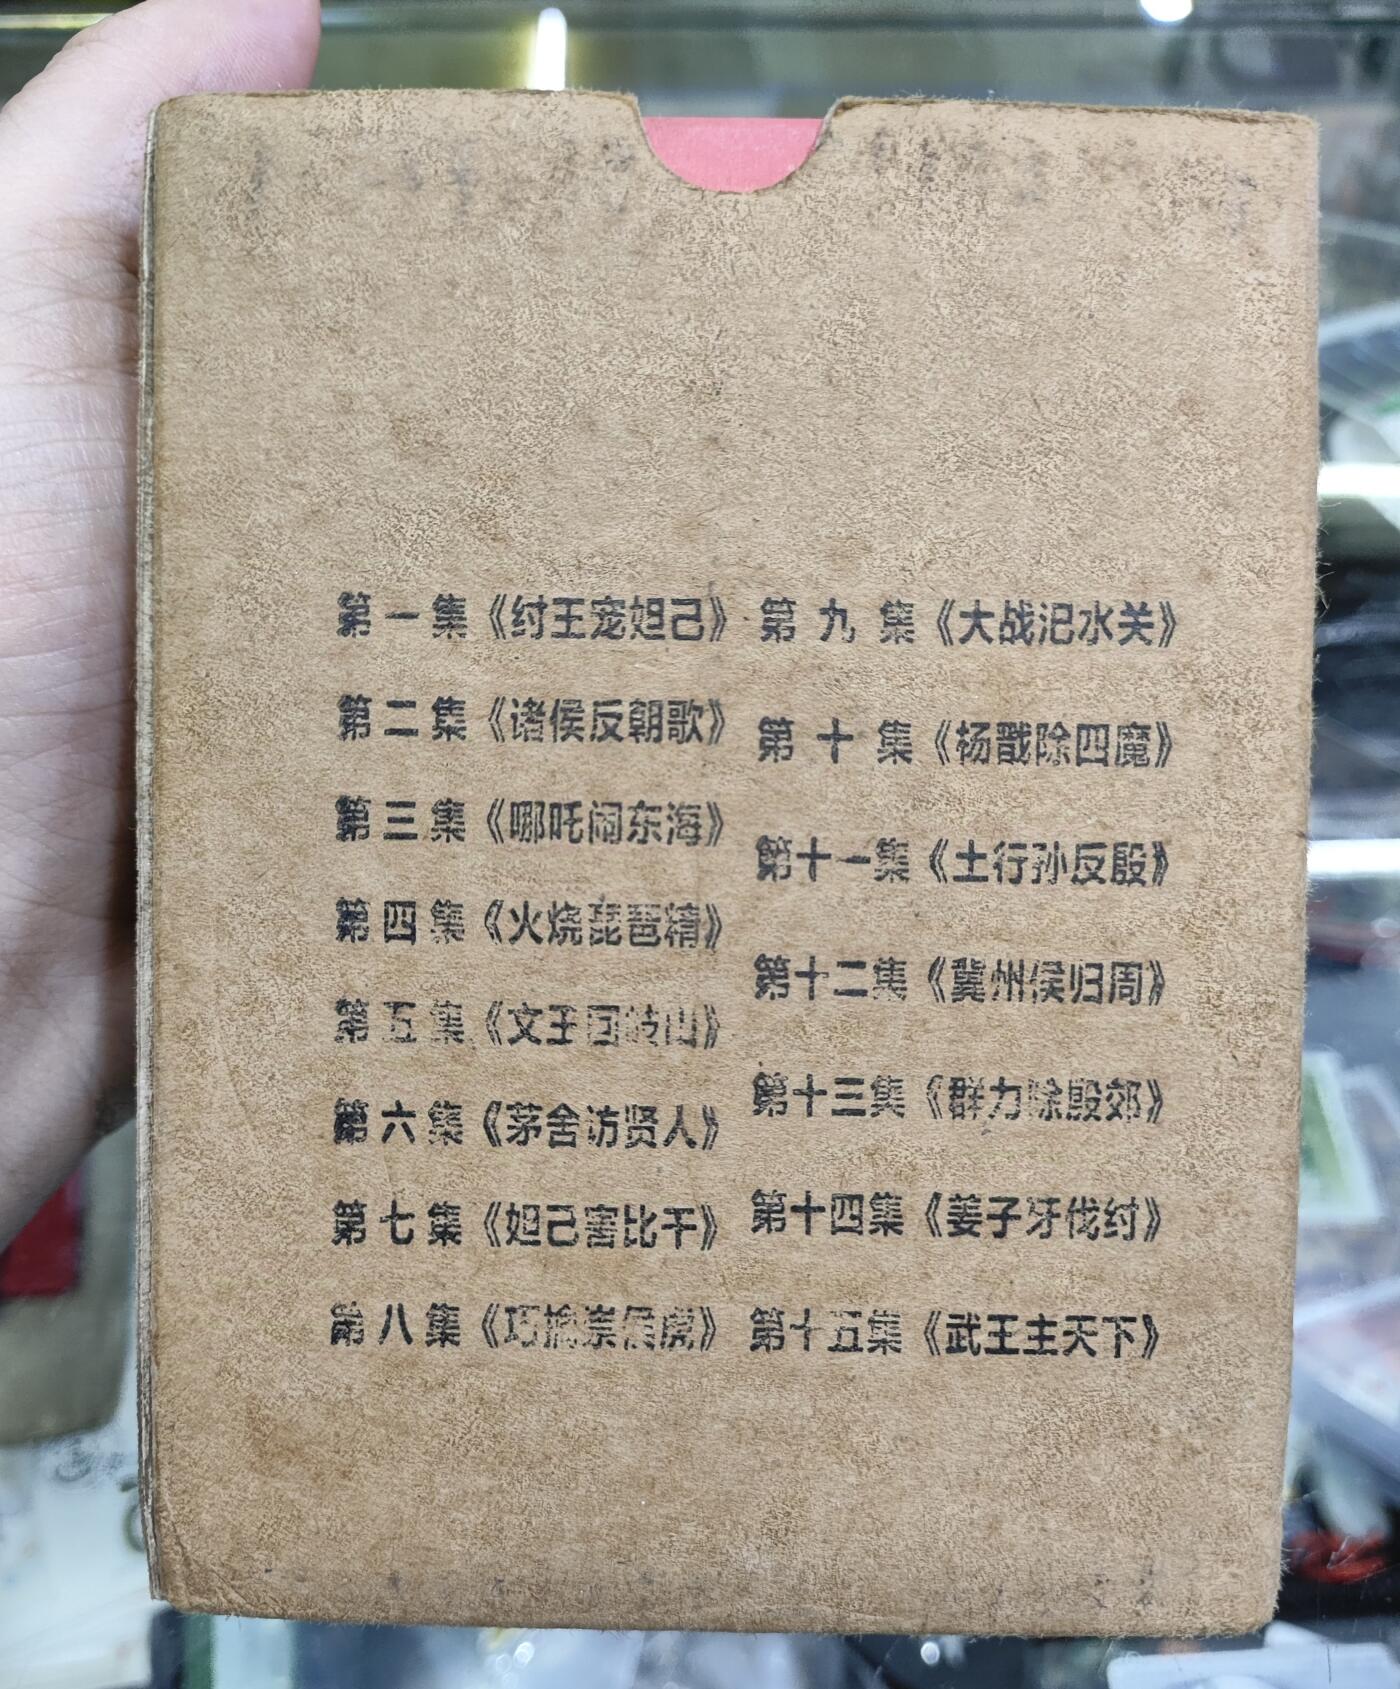 第一集《纣王宠妲己》
第二集《诸侯反朝歌》
第三集《哪吒闹东海》
第四集《火烧琵琶精》
第五集《文王回岐山》
第六集《茅舍访贤人》
第七集《妲己害比干》
第八集《巧擒崇侯虎》
第九集《大战汜水关》
第十集《杨戬除四魔》
第十一集《土行孙反殷》
第十二集《冀州侯归周》
第十三集《群力除殷郊》
第十四集《姜子牙伐纣》
第十五集《武王主天下》